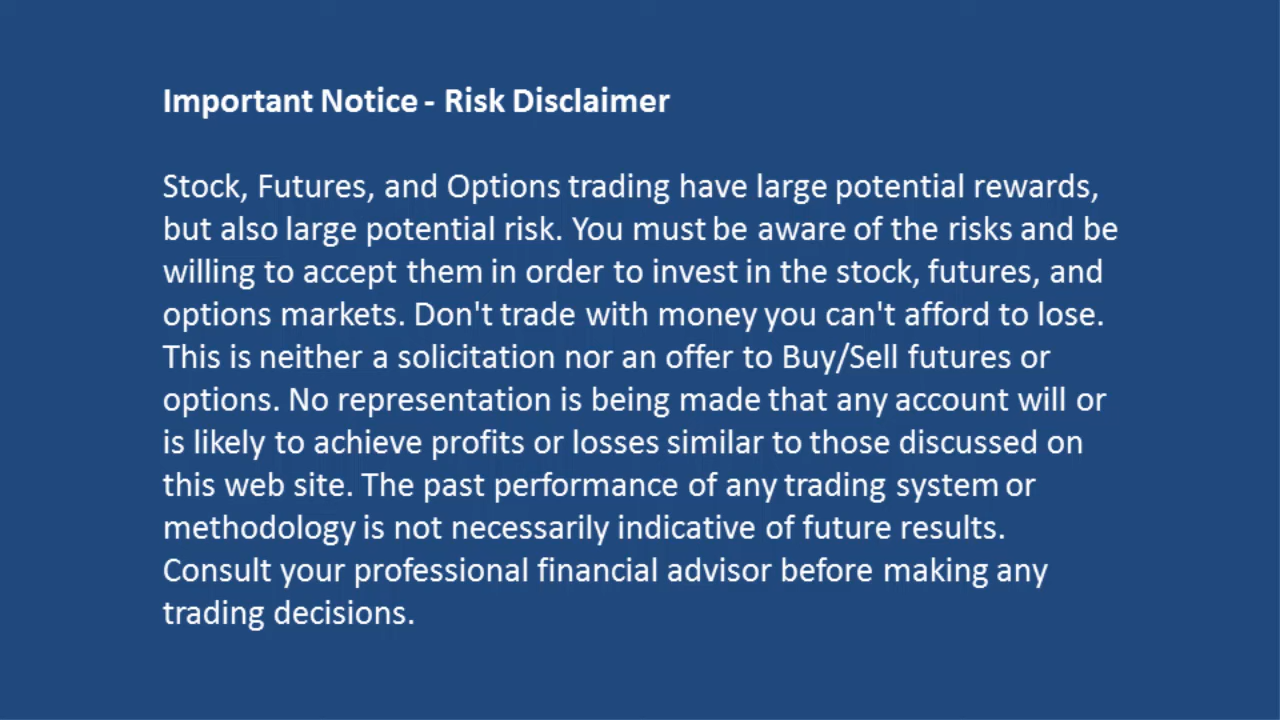 Important Notice - Risk Disclaimer
Stock, Futures, and Options trading have large potential rewards,
but also large potential risk. You must be aware of the risks and be
willing to accept them in order to invest in the stock, futures, and
options markets. Don't trade with money you can't afford to lose.
This is neither a solicitation nor an offer to Buy/Sell futures or
options. No representation is being made that any account will or
is likely to achieve profits or losses similar to those discussed on
this web site. The past performance of any trading system or
methodology is not necessarily indicative of future results.
Consult your professional financial advisor before making any
trading decisions.